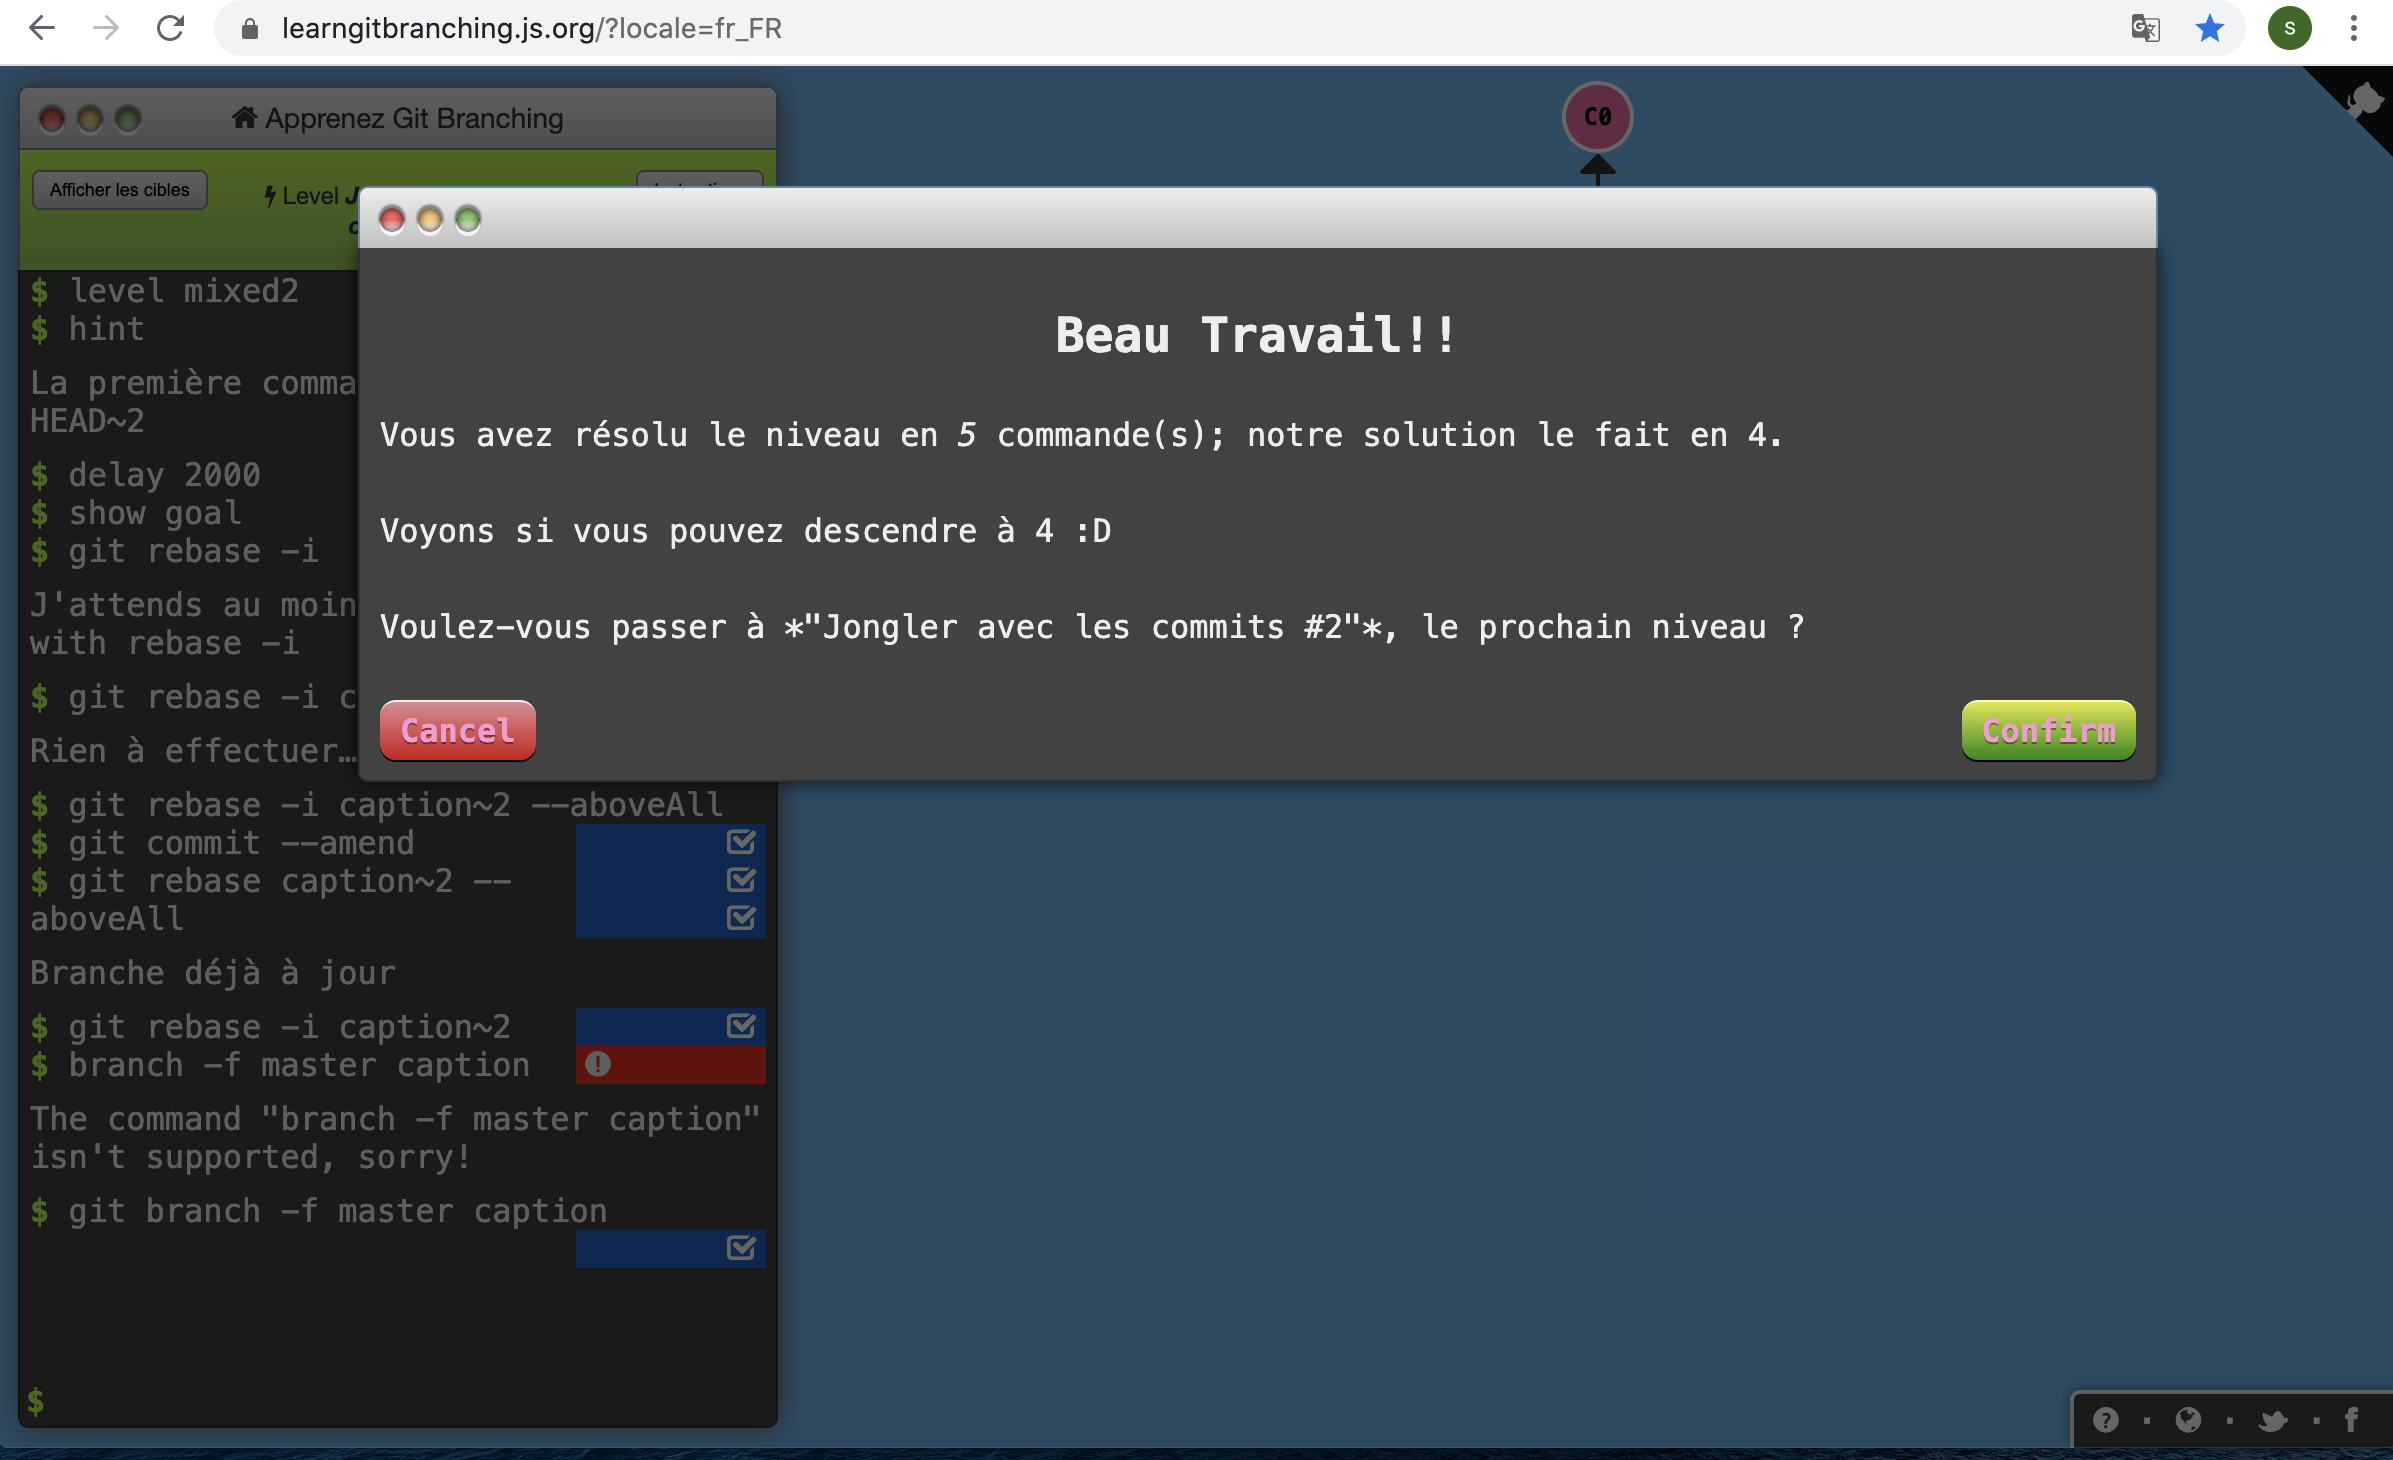 learngitbranching.js.org/?locale=fr_FR
S
Apprenez Git Branching
C0
Afficher les cibles
Level
$ level mixed2
$ hint
La première comma
HEAD~2
$ delay 2000
$ show goal
$ git rebase -i
J'attends au moin
with rebase -i
$ git rebase -i c
Rien à effectuer…
$ git rebase -i caption~2 --aboveAll
$ git commit --amend
$ git rebase caption~2 --
aboveAll
Branche déjà à jour
$ git rebase -i caption~2
$ branch -f master caption
The command "branch -f master caption"
isn't supported, sorry!
$ git branch -f master caption
$
Beau Travail!!
Vous avez résolu le niveau en 5 commande(s); notre solution le fait en 4.
Voyons si vous pouvez descendre à 4 :D
Voulez-vous passer à *"Jongler avec les commits #2"*, le prochain niveau ?
Cancel
Confirm